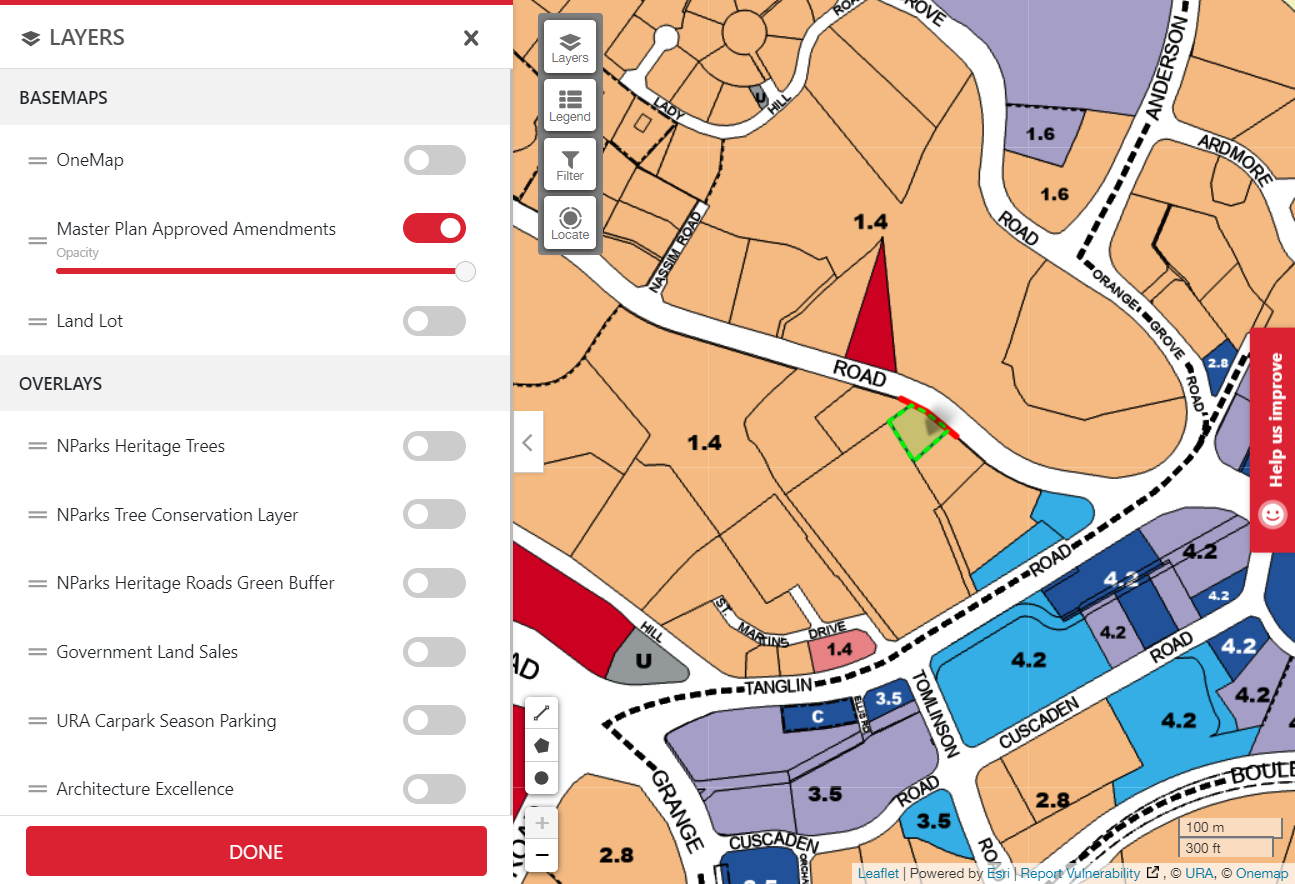 LAYERS
BASEMAPS
OneMap
Master Plan Approved Amendments
Opacity
Land Lot
OVERLAYS
NParks Heritage Trees
NParks Tree Conservation Layer
NParks Heritage Roads Green Buffer
Government Land Sales
URA Carpark Season Parking
Architecture Excellence
DONE
Layers
Legend
Filter
Locate
ROAD
ROVE
ANDERSON
LADY
HILL
U
1.6
ARDMORE
1.6
1.4
ROAD
NASSIM ROAD
ORANGE
GROVE
ROAD
2.8
ROAD
1.4
Help us improve
4.2
ROAD
4.2
4.2
ST.
MARTINS
DRIVE
HILL
1.4
4.2
ROAD
4.2
U
4.2
TANGLIN
TOMLINSON
4.2
3.5
ELLIS RD
C
CUSCADEN
4.2
GRANGE
BOULE
3.5
ROAD
2.8
3.5
CUSCADEN
ROAD
2.8
3.5
100 m
300 ft
Leaflet | Powered by Esri | Report Vulnerability , © URA, © Onemap